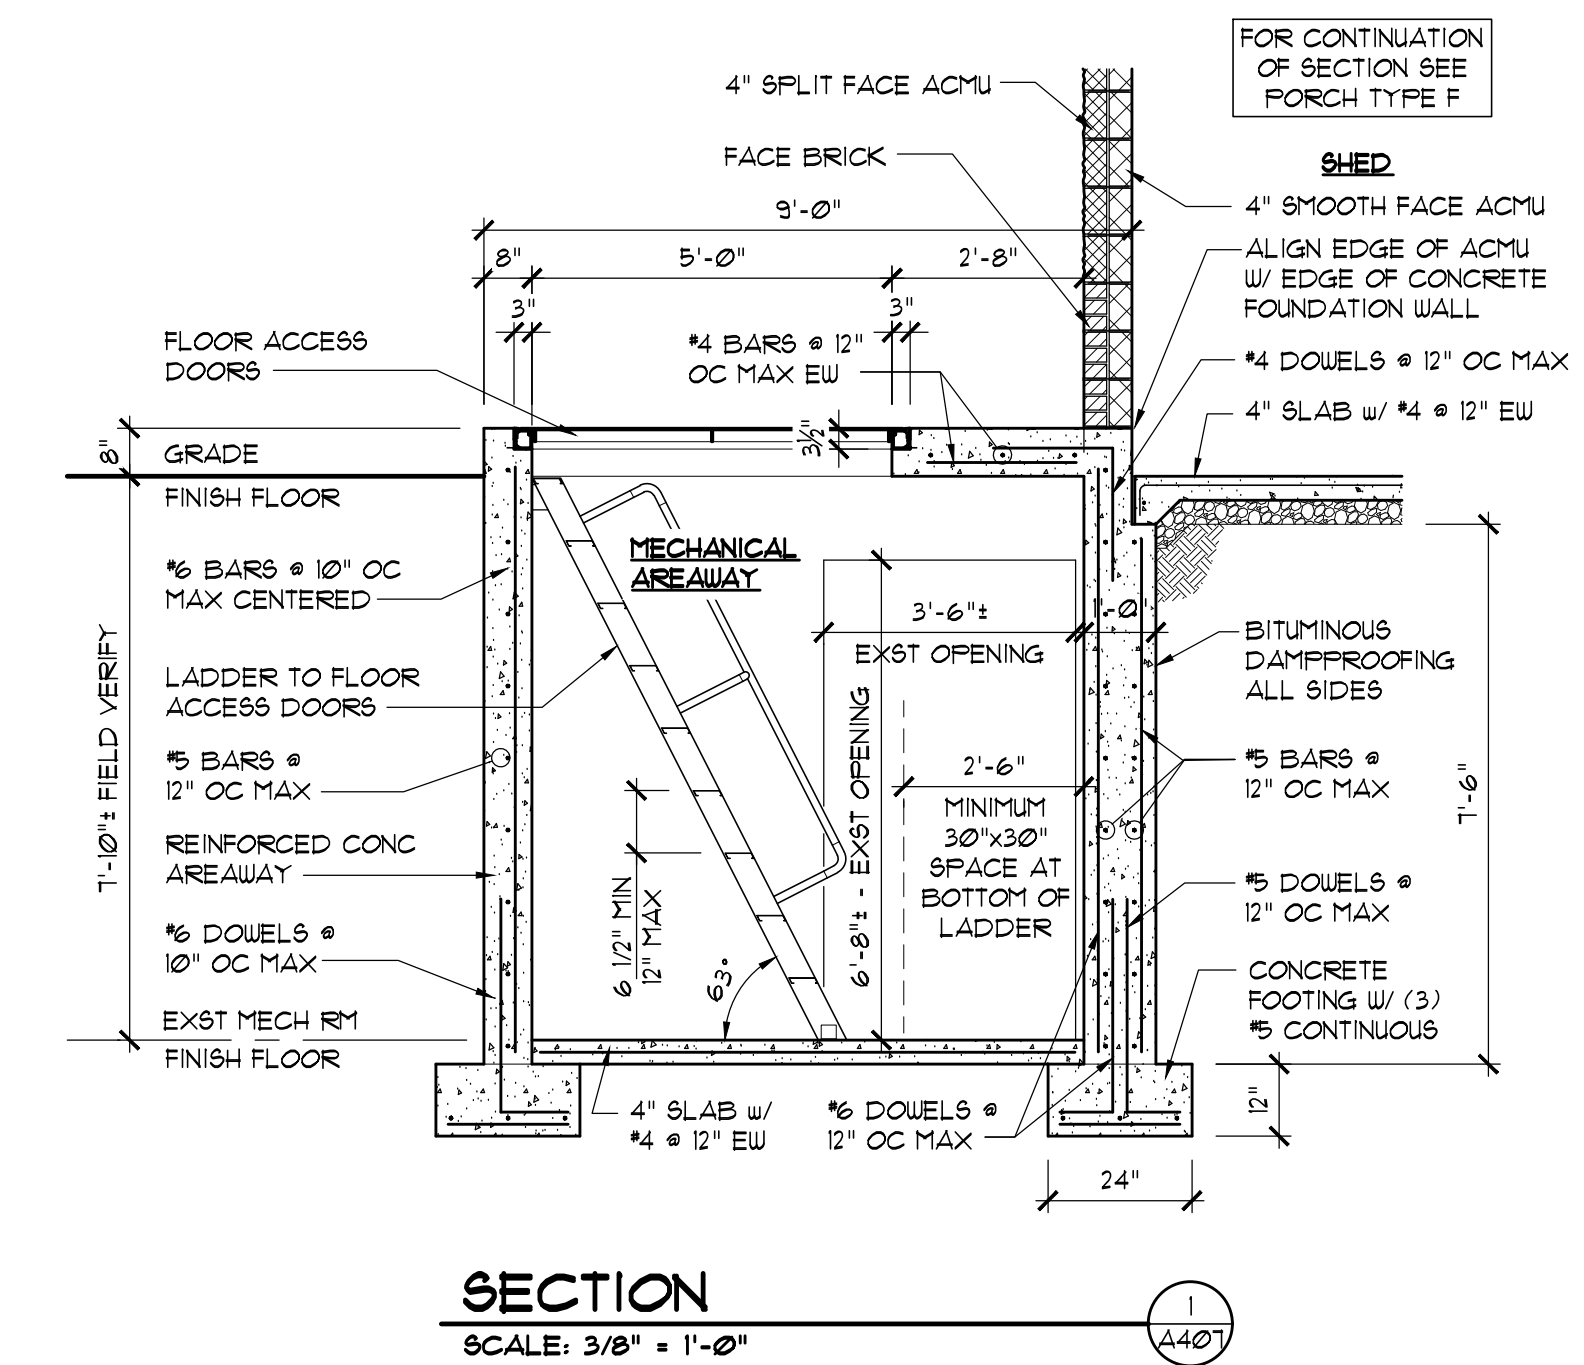 FOR CONTINUATION
OF SECTION SEE
PORCH TYPE F
4" SPLIT FACE ACMU
FACE BRICK
SHED
4" SMOOTH FACE ACMU
9'-0"
8"
5'-0"
2'-8"
ALIGN EDGE OF ACMU
W/ EDGE OF CONCRETE
FOUNDATION WALL
3"
3"
FLOOR ACCESS
DOORS
#4 BARS @ 12"
OC MAX EW
#4 DOWELS @ 12" OC MAX
4" SLAB W/ #4 @ 12" EW
8"
GRADE
3½"
FINISH FLOOR
MECHANICAL
AREAWAY
#6 BARS @ 10" OC
MAX CENTERED
3'-6"±
EXST OPENING
1'-0"
BITUMINOUS
DAMPPROOFING
ALL SIDES
7'-10"± FIELD VERIFY
LADDER TO FLOOR
ACCESS DOORS
#5 BARS @
12" OC MAX
6'-8"± - EXST OPENING
2'-6"
MINIMUM
30"x30"
SPACE AT
BOTTOM OF
LADDER
#5 BARS @
12" OC MAX
7'-6"
REINFORCED CONC
AREAWAY
6 1/2" MIN
12" MAX
63°
#5 DOWELS @
12" OC MAX
#6 DOWELS @
10" OC MAX
CONCRETE
FOOTING W/ (3)
#5 CONTINUOUS
EXST MECH RM
FINISH FLOOR
4" SLAB W/
#4 @ 12" EW
#6 DOWELS @
12" OC MAX
12"
24"
SECTION
SCALE: 3/8" = 1'-0"
1
A407